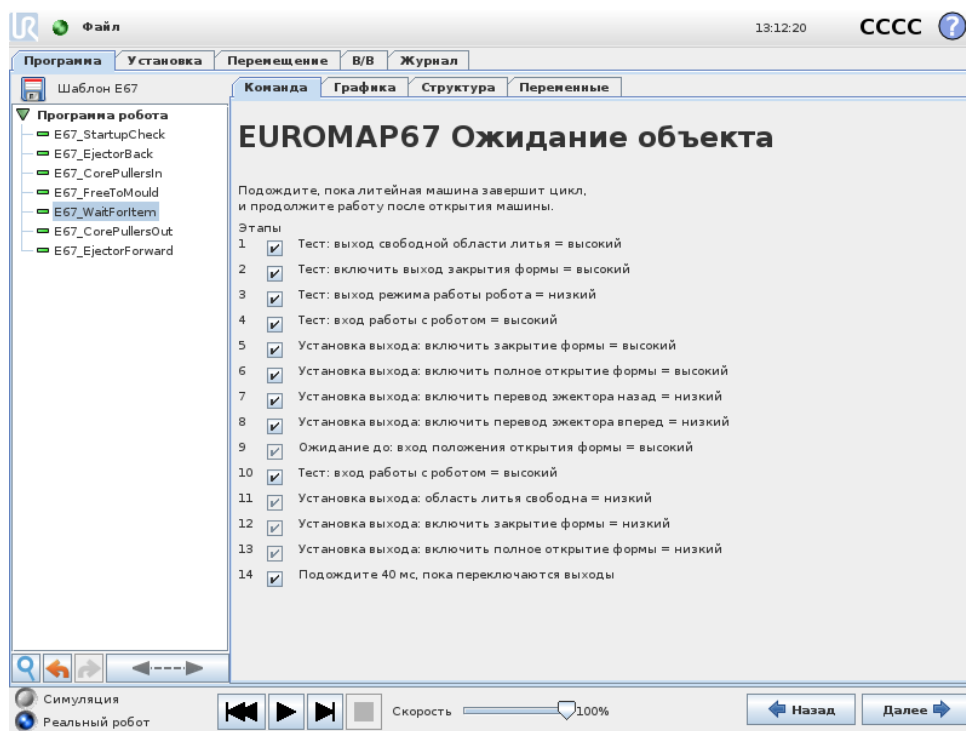 UR Файл 13:12:20 CCCC ?
Программа Установка Перемещение В/В Журнал
Шаблон E67 Команда Графика Структура Переменные
Программа робота
E67_StartupCheck
E67_EjectorBack
E67_CorePullersIn
E67_FreeToMould
E67_WaitForItem
E67_CorePullersOut
E67_EjectorForward
EUROMAP67 Ожидание объекта
Подождите, пока литейная машина завершит цикл,
и продолжите работу после открытия машины.
Этапы
1 Тест: выход свободной области литья = высокий
2 Тест: включить выход закрытия формы = высокий
3 Тест: выход режима работы робота = низкий
4 Тест: вход работы с роботом = высокий
5 Установка выхода: включить закрытие формы = высокий
6 Установка выхода: включить полное открытие формы = высокий
7 Установка выхода: включить перевод эжектора назад = низкий
8 Установка выхода: включить перевод эжектора вперед = низкий
9 Ожидание до: вход положения открытия формы = высокий
10 Тест: вход работы с роботом = высокий
11 Установка выхода: область литья свободна = низкий
12 Установка выхода: включить закрытие формы = низкий
13 Установка выхода: включить полное открытие формы = низкий
14 Подождите 40 мс, пока переключаются выходы
Симуляция
Реальный робот
Скорость 100%
Назад Далее